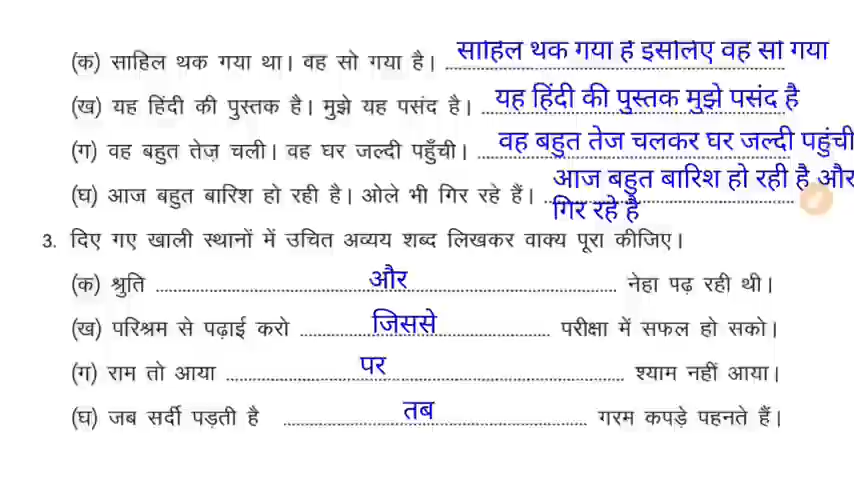 (क) साहिल थक गया था। वह सो गया है। साहिल थक गया है इसलिए वह सो गया
(ख) यह हिंदी की पुस्तक है। मुझे यह पसंद है। यह हिंदी की पुस्तक मुझे पसंद है
(ग) वह बहुत तेज़ चली। वह घर जल्दी पहुँची। वह बहुत तेज चलकर घर जल्दी पहुंची
(घ) आज बहुत बारिश हो रही है। ओले भी गिर रहे हैं। आज बहुत बारिश हो रही है और
गिर रहे है
3. दिए गए खाली स्थानों में उचित अव्यय शब्द लिखकर वाक्य पूरा कीजिए।
(क) श्रुति और नेहा पढ़ रही थी।
(ख) परिश्रम से पढ़ाई करो जिससे परीक्षा में सफल हो सको।
(ग) राम तो आया पर श्याम नहीं आया।
(घ) जब सर्दी पड़ती है तब गरम कपड़े पहनते हैं।